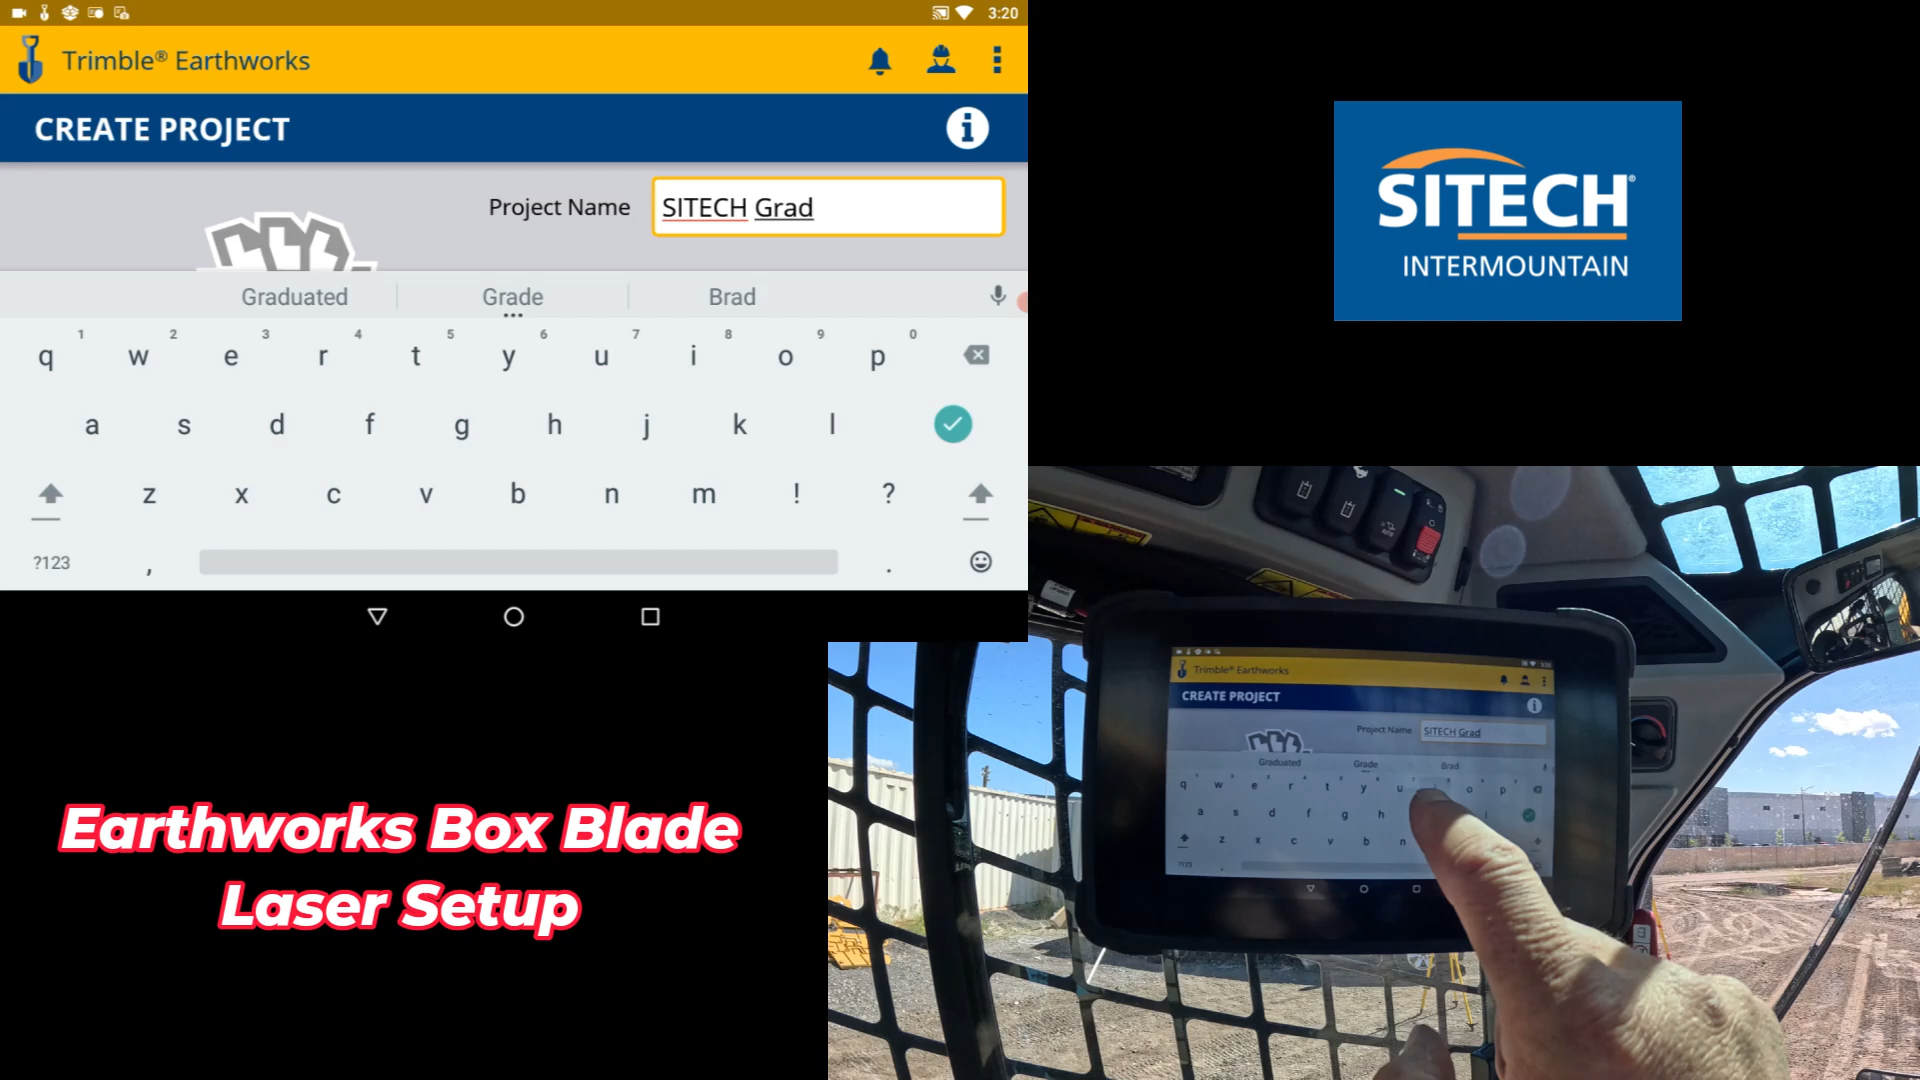 3:20
Trimble® Earthworks
CREATE PROJECT
Project Name
SITECH Grad
Graduated Grade Brad
1 2 3 4 5 6 7 8 9 0
q w e r t y u i o p
a s d f g h j k l
z x c v b n m ! ?
?123 , .
SITECH®
INTERMOUNTAIN
Earthworks Box Blade
Laser Setup
Trimble® Earthworks
CREATE PROJECT
Project Name
SITECH Grad
Graduated Grade Brad
q w e r t y u o p
a s d f g h
z x c v b n
?123